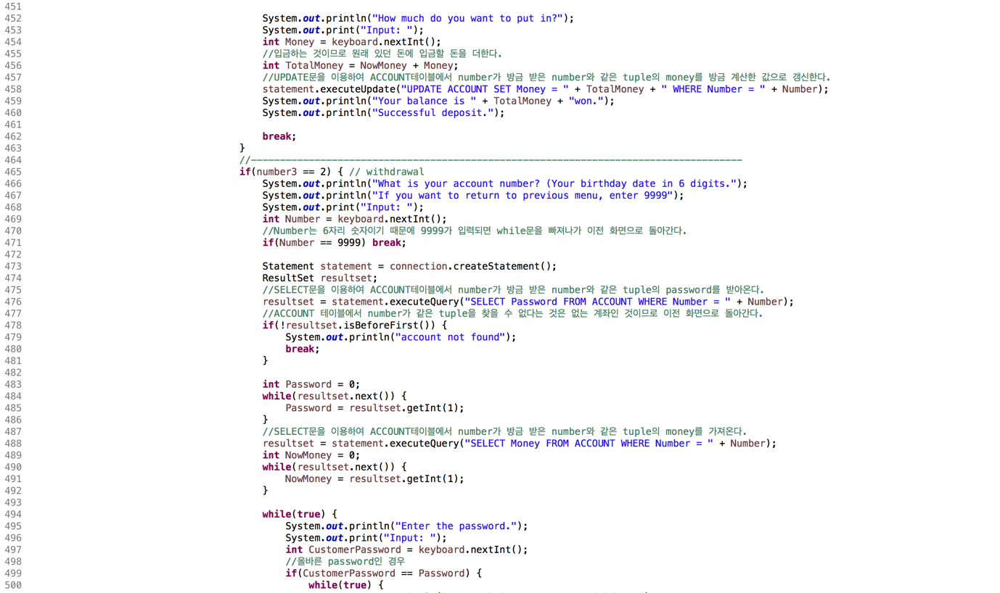 451
452 System.out.println("How much do you want to put in?");
453 System.out.print("Input: ");
454 int Money = keyboard.nextInt();
455 //입금하는 것이므로 원래 있던 돈에 입금할 돈을 더한다.
456 int TotalMoney = NowMoney + Money;
457 //UPDATE문을 이용하여 ACCOUNT테이블에서 number가 방금 받은 number와 같은 tuple의 money를 방금 계산한 값으로 갱신한다.
458 statement.executeUpdate("UPDATE ACCOUNT SET Money = " + TotalMoney + " WHERE Number = " + Number);
459 System.out.println("Your balance is " + TotalMoney + "won.");
460 System.out.println("Successful deposit.");
461
462 break;
463 }
464 //-------------------------------------------------------------------------------------
465 if(number3 == 2) { // withdrawal
466 System.out.println("What is your account number? (Your birthday date in 6 digits.");
467 System.out.println("If you want to return to previous menu, enter 9999");
468 System.out.print("Input: ");
469 int Number = keyboard.nextInt();
470 //Number는 6자리 숫자이기 때문에 9999가 입력되면 while문을 빠져나가 이전 화면으로 돌아간다.
471 if(Number == 9999) break;
472
473 Statement statement = connection.createStatement();
474 ResultSet resultset;
475 //SELECT문을 이용하여 ACCOUNT테이블에서 number가 방금 받은 number와 같은 tuple의 password를 받아온다.
476 resultset = statement.executeQuery("SELECT Password FROM ACCOUNT WHERE Number = " + Number);
477 //ACCOUNT 테이블에서 number가 같은 tuple을 찾을 수 없다는 것은 없는 계좌인 것이므로 이전 화면으로 돌아간다.
478 if(!resultset.isBeforeFirst()) {
479 System.out.println("account not found");
480 break;
481 }
482
483 int Password = 0;
484 while(resultset.next()) {
485 Password = resultset.getInt(1);
486 }
487 //SELECT문을 이용하여 ACCOUNT테이블에서 number가 방금 받은 number와 같은 tuple의 money를 가져온다.
488 resultset = statement.executeQuery("SELECT Money FROM ACCOUNT WHERE Number = " + Number);
489 int NowMoney = 0;
490 while(resultset.next()) {
491 NowMoney = resultset.getInt(1);
492 }
493
494 while(true) {
495 System.out.println("Enter the password.");
496 System.out.print("Input: ");
497 int CustomerPassword = keyboard.nextInt();
498 //올바른 password인 경우
499 if(CustomerPassword == Password) {
500 while(true) {